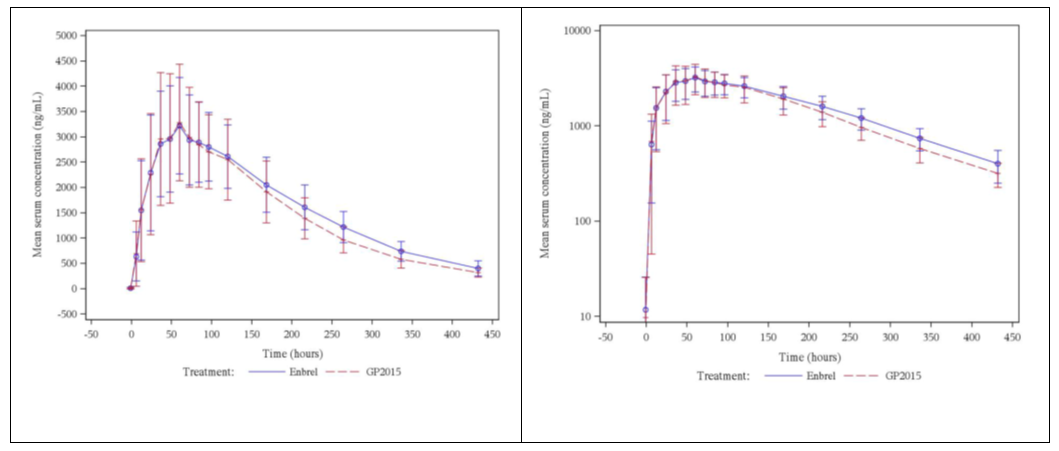 5000
4500
4000
3500
3000
2500
2000
1500
1000
500
0
-500
Mean serum concentration (ng/mL)
-50 0 50 100 150 200 250 300 350 400 450
Time (hours)
Treatment: Enbrel GP2015
10000
1000
100
10
Mean serum concentration (ng/mL)
-50 0 50 100 150 200 250 300 350 400 450
Time (hours)
Treatment: Enbrel GP2015